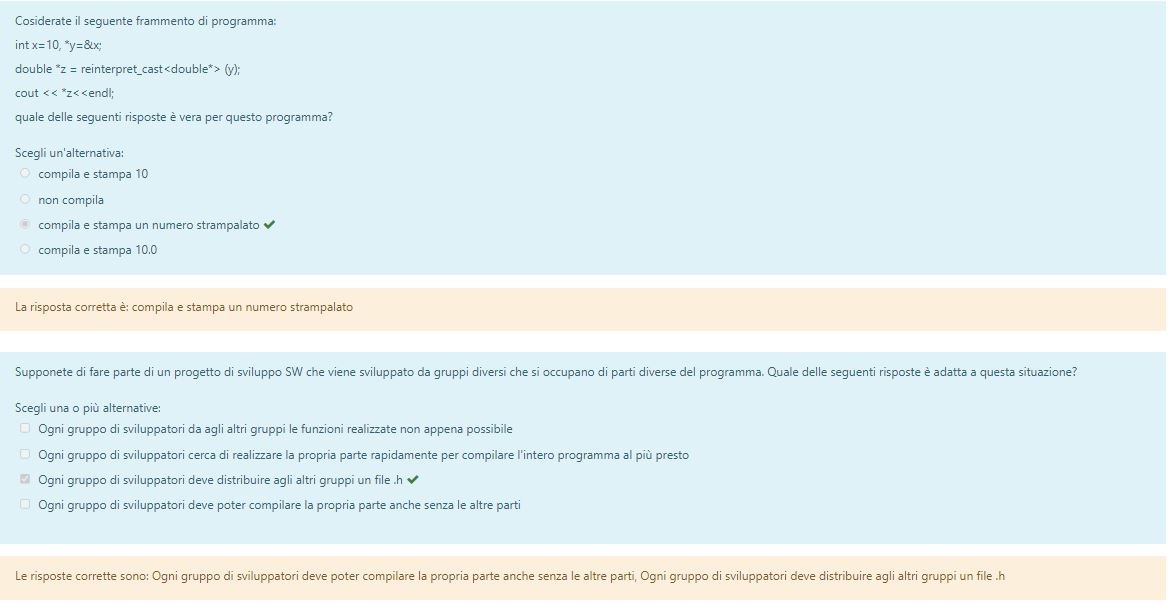 Cosiderate il seguente frammento di programma:
int x=10, *y=&x;
double *z = reinterpret_cast<double*> (y);
cout << *z<<endl;
quale delle seguenti risposte è vera per questo programma?
Scegli un'alternativa:
compila e stampa 10
non compila
compila e stampa un numero strampalato
compila e stampa 10.0
La risposta corretta è: compila e stampa un numero strampalato
Supponete di fare parte di un progetto di sviluppo SW che viene sviluppato da gruppi diversi che si occupano di parti diverse del programma. Quale delle seguenti risposte è adatta a questa situazione?
Scegli una o più alternative:
Ogni gruppo di sviluppatori da agli altri gruppi le funzioni realizzate non appena possibile
Ogni gruppo di sviluppatori cerca di realizzare la propria parte rapidamente per compilare l'intero programma al più presto
Ogni gruppo di sviluppatori deve distribuire agli altri gruppi un file .h
Ogni gruppo di sviluppatori deve poter compilare la propria parte anche senza le altre parti
Le risposte corrette sono: Ogni gruppo di sviluppatori deve poter compilare la propria parte anche senza le altre parti, Ogni gruppo di sviluppatori deve distribuire agli altri gruppi un file .h